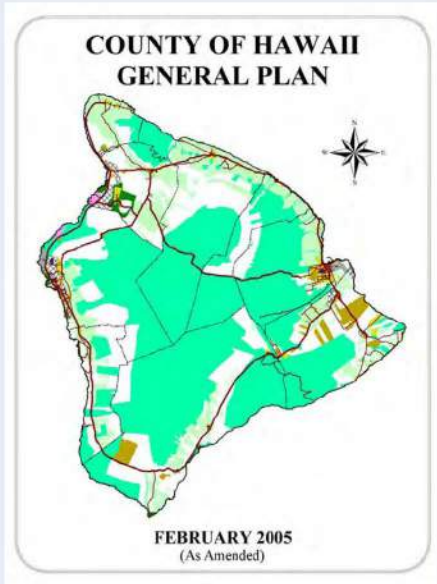 COUNTY OF HAWAII
GENERAL PLAN
N
W
E
S
FEBRUARY 2005
(As Amended)